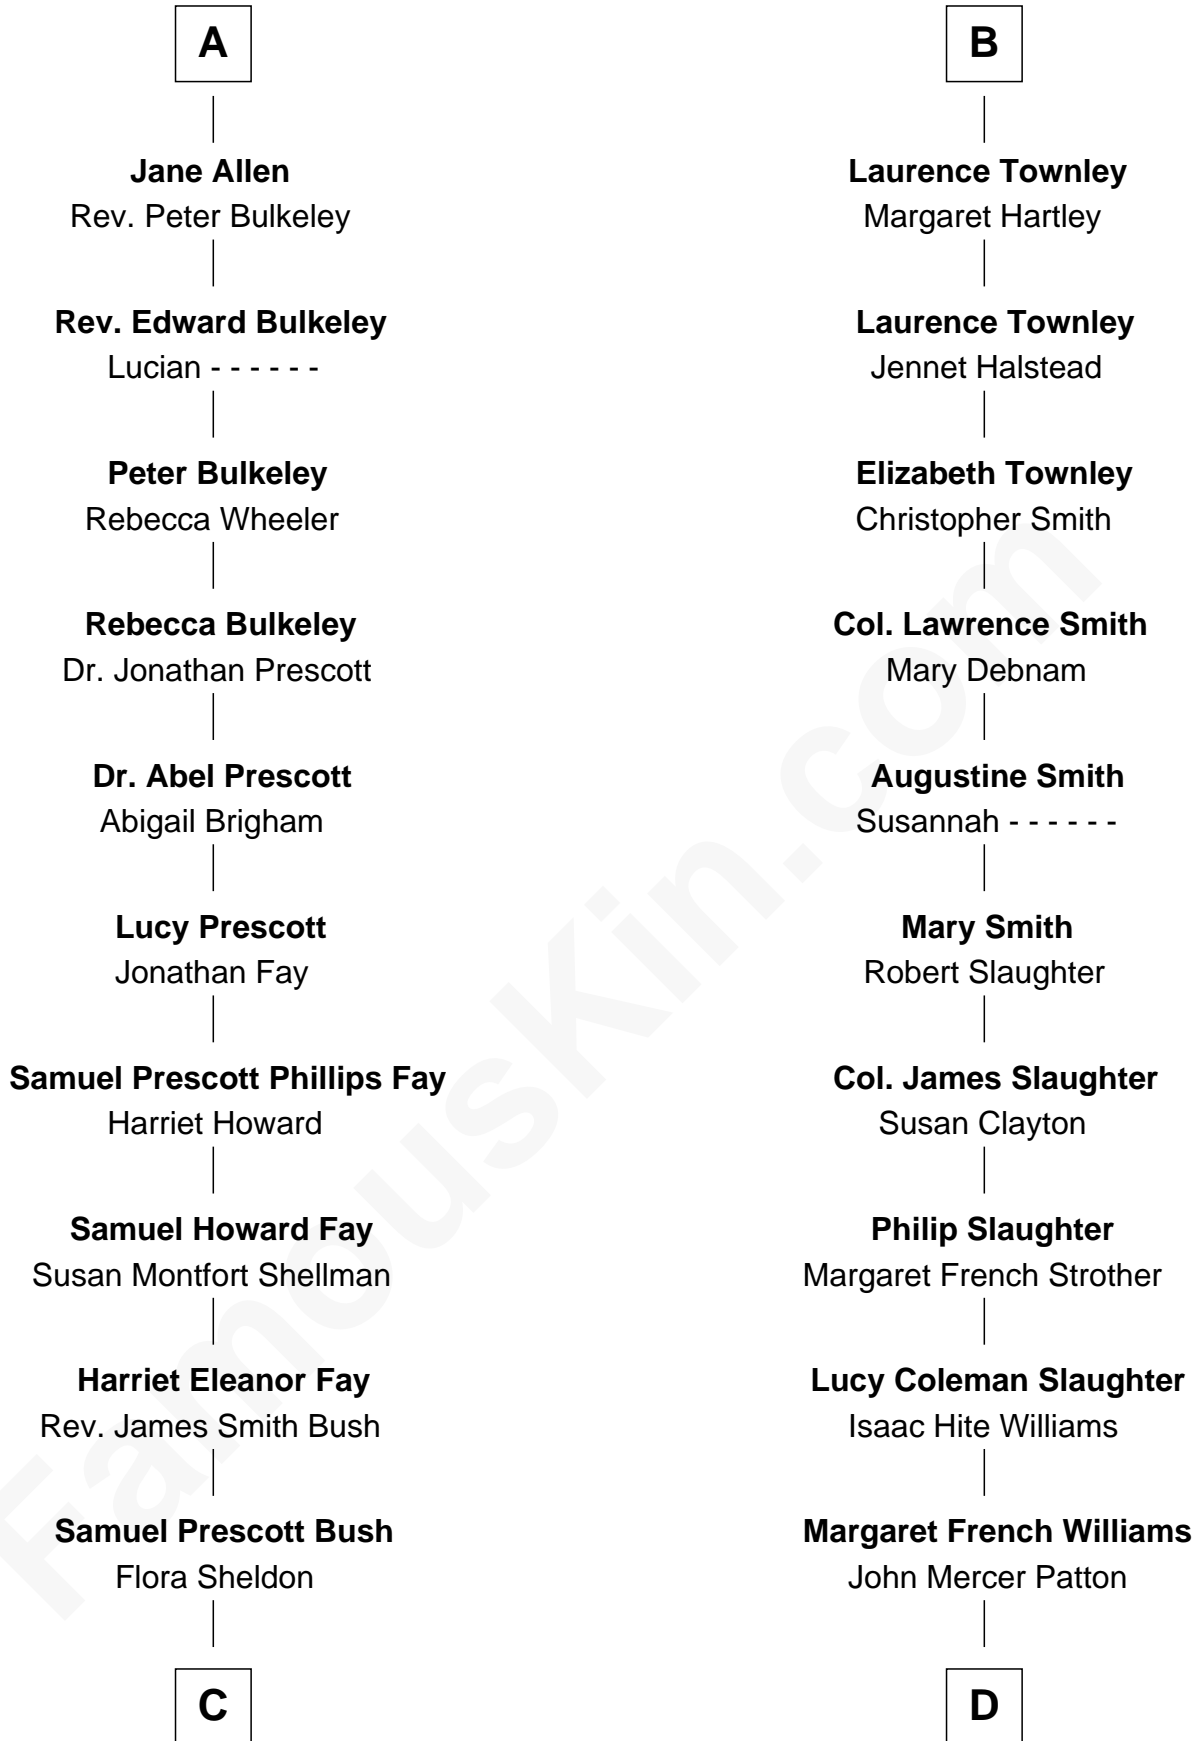 A
Jane Allen
Rev. Peter Bulkeley
Rev. Edward Bulkeley
Lucian - - - - - -
Peter Bulkeley
Rebecca Wheeler
Rebecca Bulkeley
Dr. Jonathan Prescott
Dr. Abel Prescott
Abigail Brigham
Lucy Prescott
Jonathan Fay
Samuel Prescott Phillips Fay
Harriet Howard
Samuel Howard Fay
Susan Montfort Shellman
Harriet Eleanor Fay
Rev. James Smith Bush
Samuel Prescott Bush
Flora Sheldon
C
B
Laurence Townley
Margaret Hartley
Laurence Townley
Jennet Halstead
Elizabeth Townley
Christopher Smith
Col. Lawrence Smith
Mary Debnam
Augustine Smith
Susannah - - - - - -
Mary Smith
Robert Slaughter
Col. James Slaughter
Susan Clayton
Philip Slaughter
Margaret French Strother
Lucy Coleman Slaughter
Isaac Hite Williams
Margaret French Williams
John Mercer Patton
D
FamousKin.com